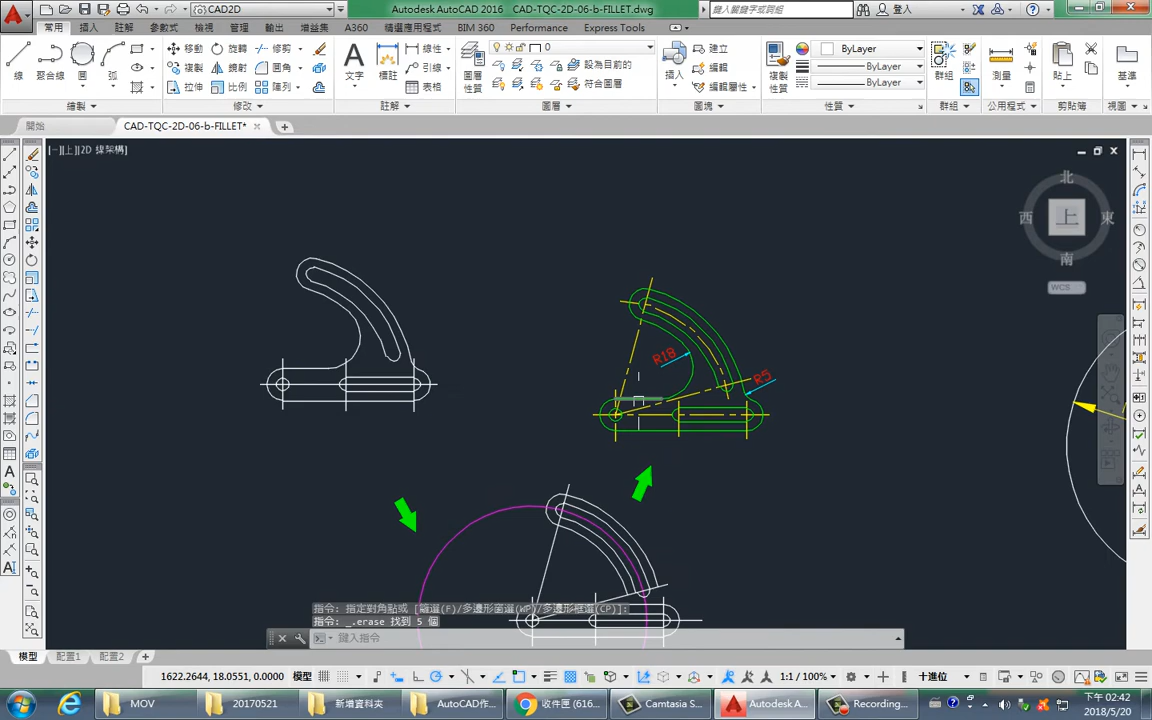 CAD2D
Autodesk AutoCAD 2016 CAD-TQC-2D-06-b-FILLET.dwg
鍵入關鍵字或詞組
登入
常用 插入 註解 參數式 檢視 管理 輸出 增益集 A360 精選應用程式 BIM 360 Performance Express Tools
線 聚合線 圓 弧
移動 旋轉 修剪
複製 鏡射 圓角
拉伸 比例 陣列
文字 標註
線性
引線
表格
圖層性質
0
設為目前的
符合圖層
插入
建立
編輯
編輯屬性
複製性質
ByLayer
ByLayer
ByLayer
群組 測量 貼上 基準
繪製 修改 註解 圖層 圖塊 性質 群組 公用程式 剪貼簿 視圖
開始 CAD-TQC-2D-06-b-FILLET*
[−][上][2D 線架構]
北
西 上 東
南
WCS
R18
R5
指令: 指定對角點或 [籬選(F)/多邊形窗選(WP)/多邊形框選(CP)]:
指令: _.erase 找到 5 個
鍵入指令
模型 配置1 配置2
1622.2644, 18.0551, 0.0000 模型 1:1 / 100% 十進位
MOV 20170521 新增資料夾 AutoCAD作... 收件匣 (616... Camtasia S... Autodesk A... Recording...
下午 02:42
2018/5/20